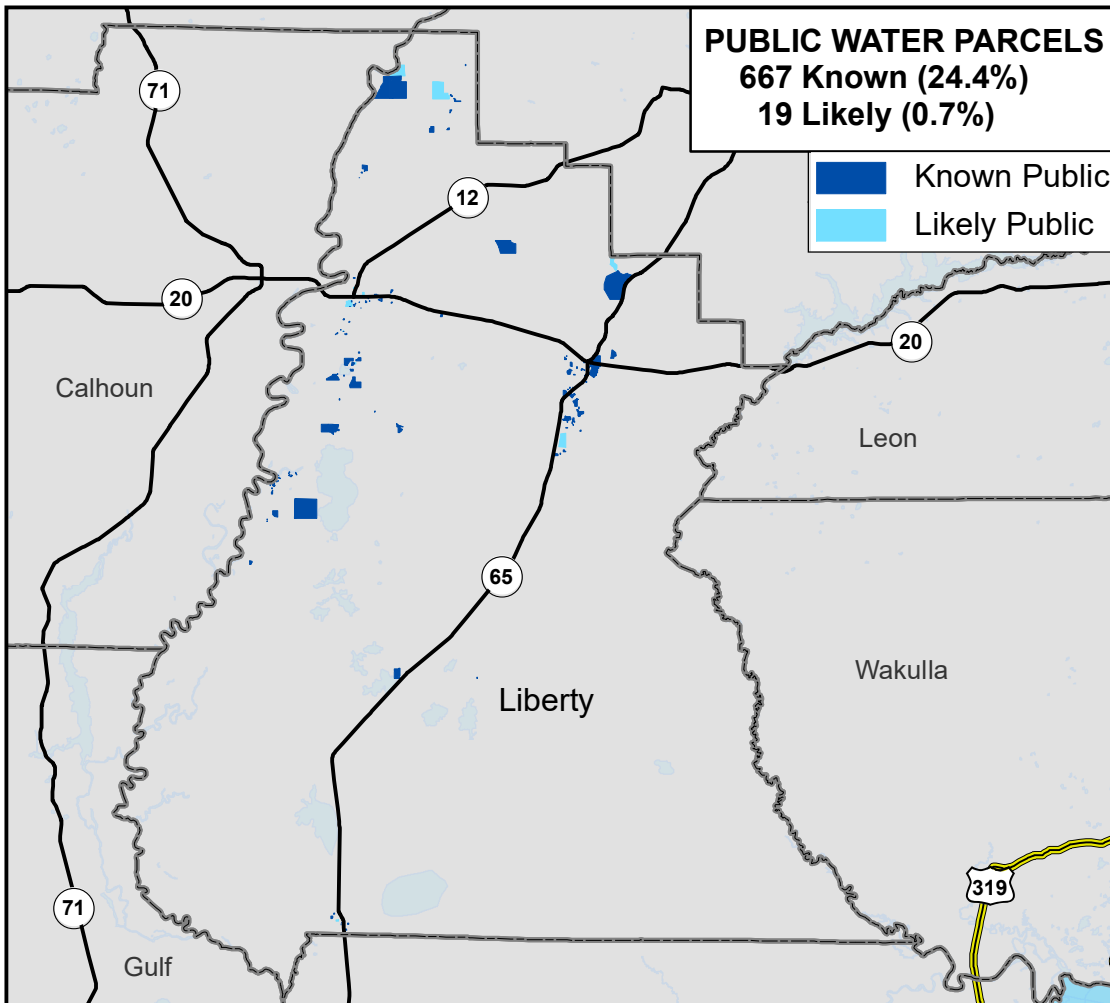 PUBLIC WATER PARCELS
667 Known (24.4%)
19 Likely (0.7%)
Known Public
Likely Public
71
12
20
20
Calhoun
Leon
65
Wakulla
Liberty
319
71
Gulf